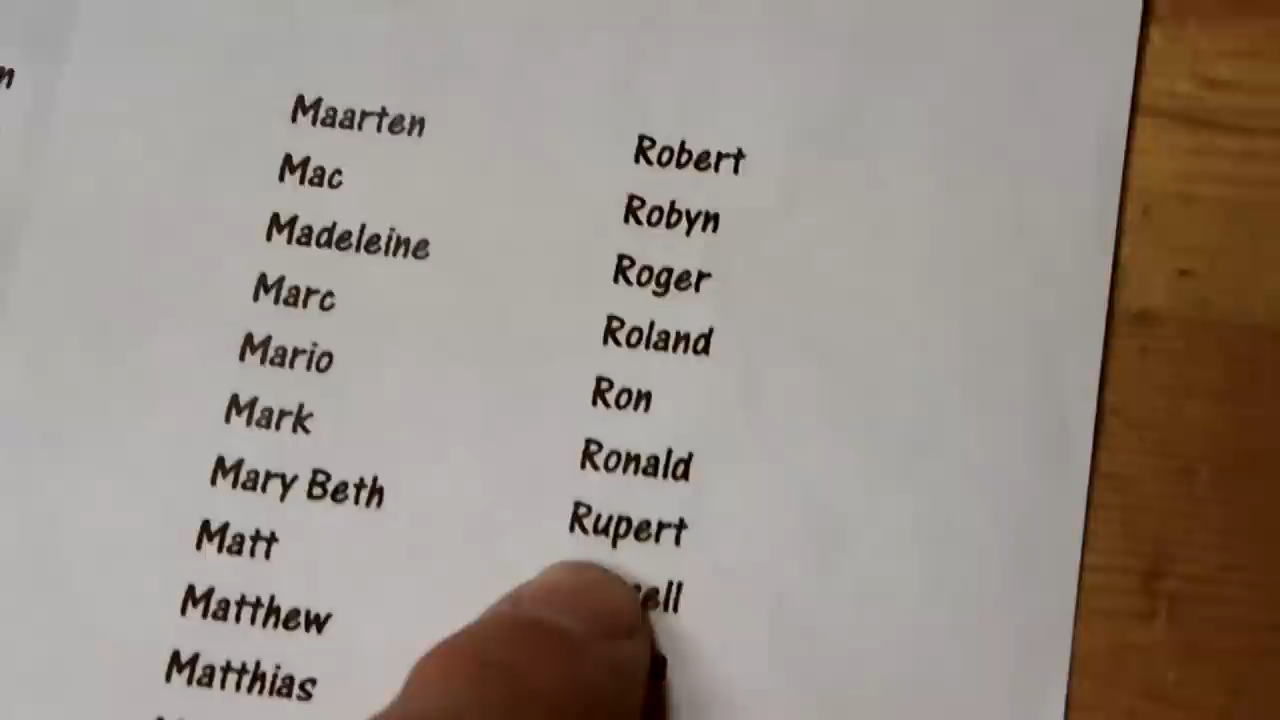 Maarten
Mac
Madeleine
Marc
Mario
Mark
Mary Beth
Matt
Matthew
Matthias
Robert
Robyn
Roger
Roland
Ron
Ronald
Rupert